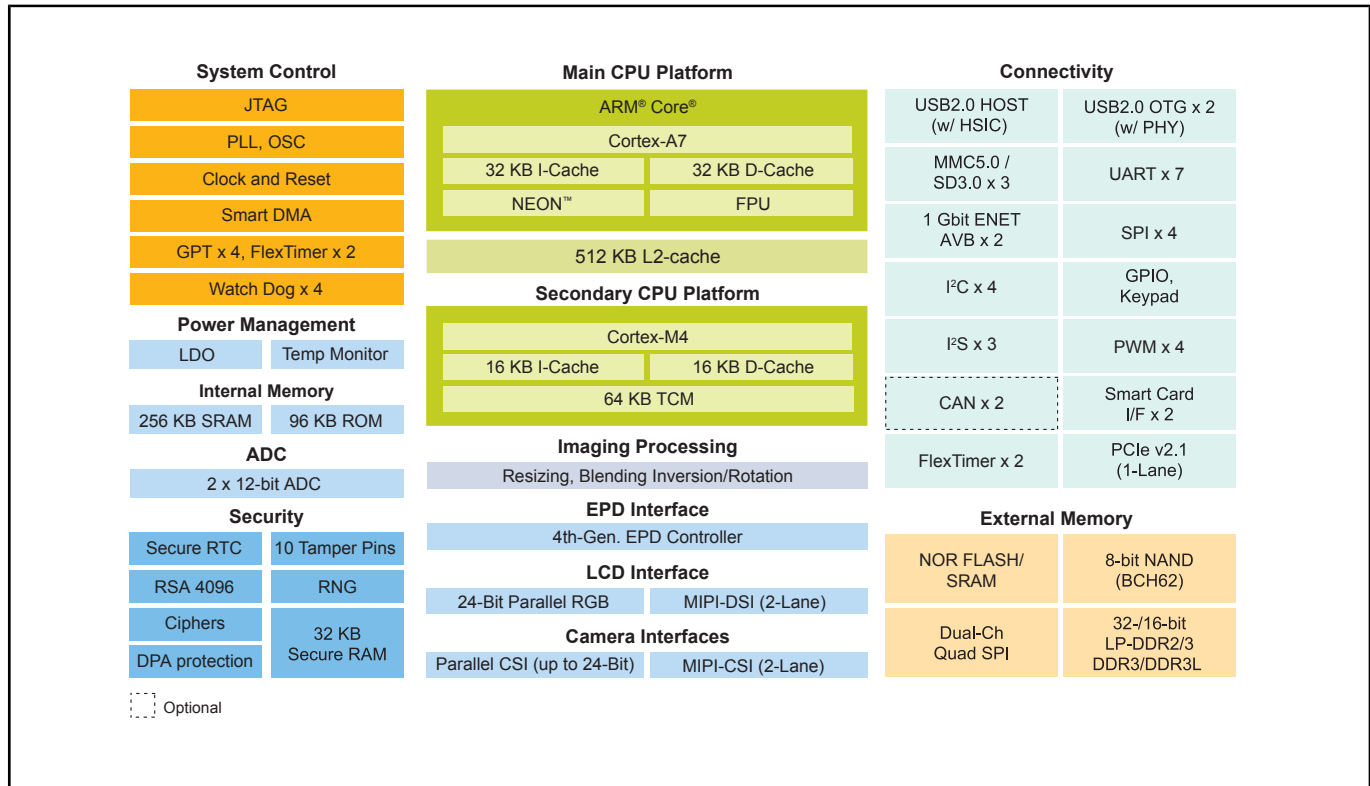 System Control
JTAG
PLL, OSC
Clock and Reset
Smart DMA
GPT x 4, FlexTimer x 2
Watch Dog x 4
Power Management
LDO
Temp Monitor
Internal Memory
256 KB SRAM
96 KB ROM
ADC
2 x 12-bit ADC
Security
Secure RTC
10 Tamper Pins
RSA 4096
RNG
Ciphers
32 KB
Secure RAM
DPA protection
Optional
Main CPU Platform
ARM® Core®
Cortex-A7
32 KB I-Cache
32 KB D-Cache
NEON™
FPU
512 KB L2-cache
Secondary CPU Platform
Cortex-M4
16 KB I-Cache
16 KB D-Cache
64 KB TCM
Imaging Processing
Resizing, Blending Inversion/Rotation
EPD Interface
4th-Gen. EPD Controller
LCD Interface
24-Bit Parallel RGB
MIPI-DSI (2-Lane)
Camera Interfaces
Parallel CSI (up to 24-Bit)
MIPI-CSI (2-Lane)
Connectivity
USB2.0 HOST
(w/ HSIC)
USB2.0 OTG x 2
(w/ PHY)
MMC5.0 /
SD3.0 x 3
UART x 7
1 Gbit ENET
AVB x 2
SPI x 4
I²C x 4
GPIO,
Keypad
I²S x 3
PWM x 4
CAN x 2
Smart Card
I/F x 2
FlexTimer x 2
PCIe v2.1
(1-Lane)
External Memory
NOR FLASH/
SRAM
8-bit NAND
(BCH62)
Dual-Ch
Quad SPI
32-/16-bit
LP-DDR2/3
DDR3/DDR3L